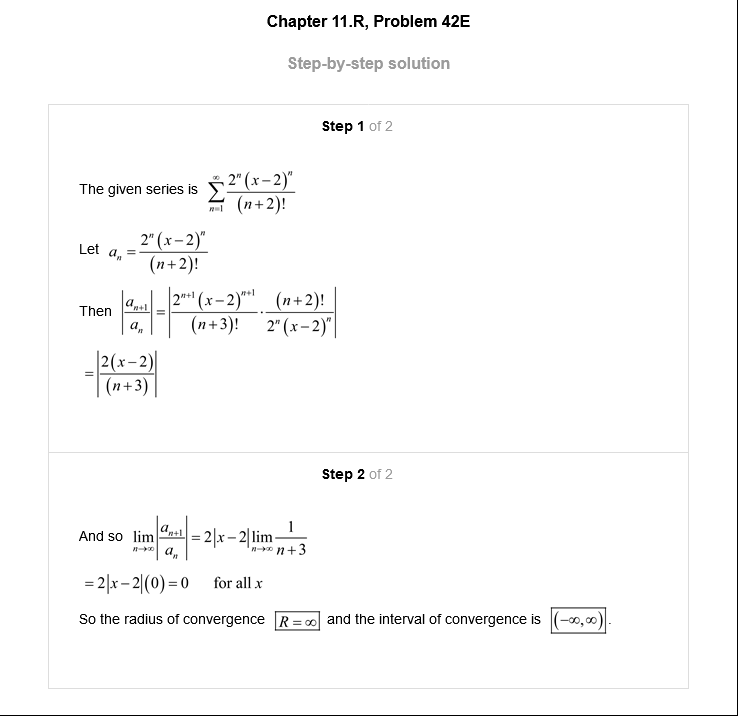 Chapter 11.R, Problem 42E
Step-by-step solution
Step 1 of 2
The given series is \sum_{n=1}^{\infty} \frac{2^n (x-2)^n}{(n+2)!}
Let a_n = \frac{2^n (x-2)^n}{(n+2)!}
Then \left|\frac{a_{n+1}}{a_n}\right| = \left|\frac{2^{n+1} (x-2)^{n+1}}{(n+3)!} \cdot \frac{(n+2)!}{2^n (x-2)^n}\right|
= \left|\frac{2(x-2)}{(n+3)}\right|
Step 2 of 2
And so \lim_{n \to \infty} \left|\frac{a_{n+1}}{a_n}\right| = 2|x-2| \lim_{n \to \infty} \frac{1}{n+3}
= 2|x-2|(0) = 0 for all x
So the radius of convergence R = ∞ and the interval of convergence is (-∞, ∞).